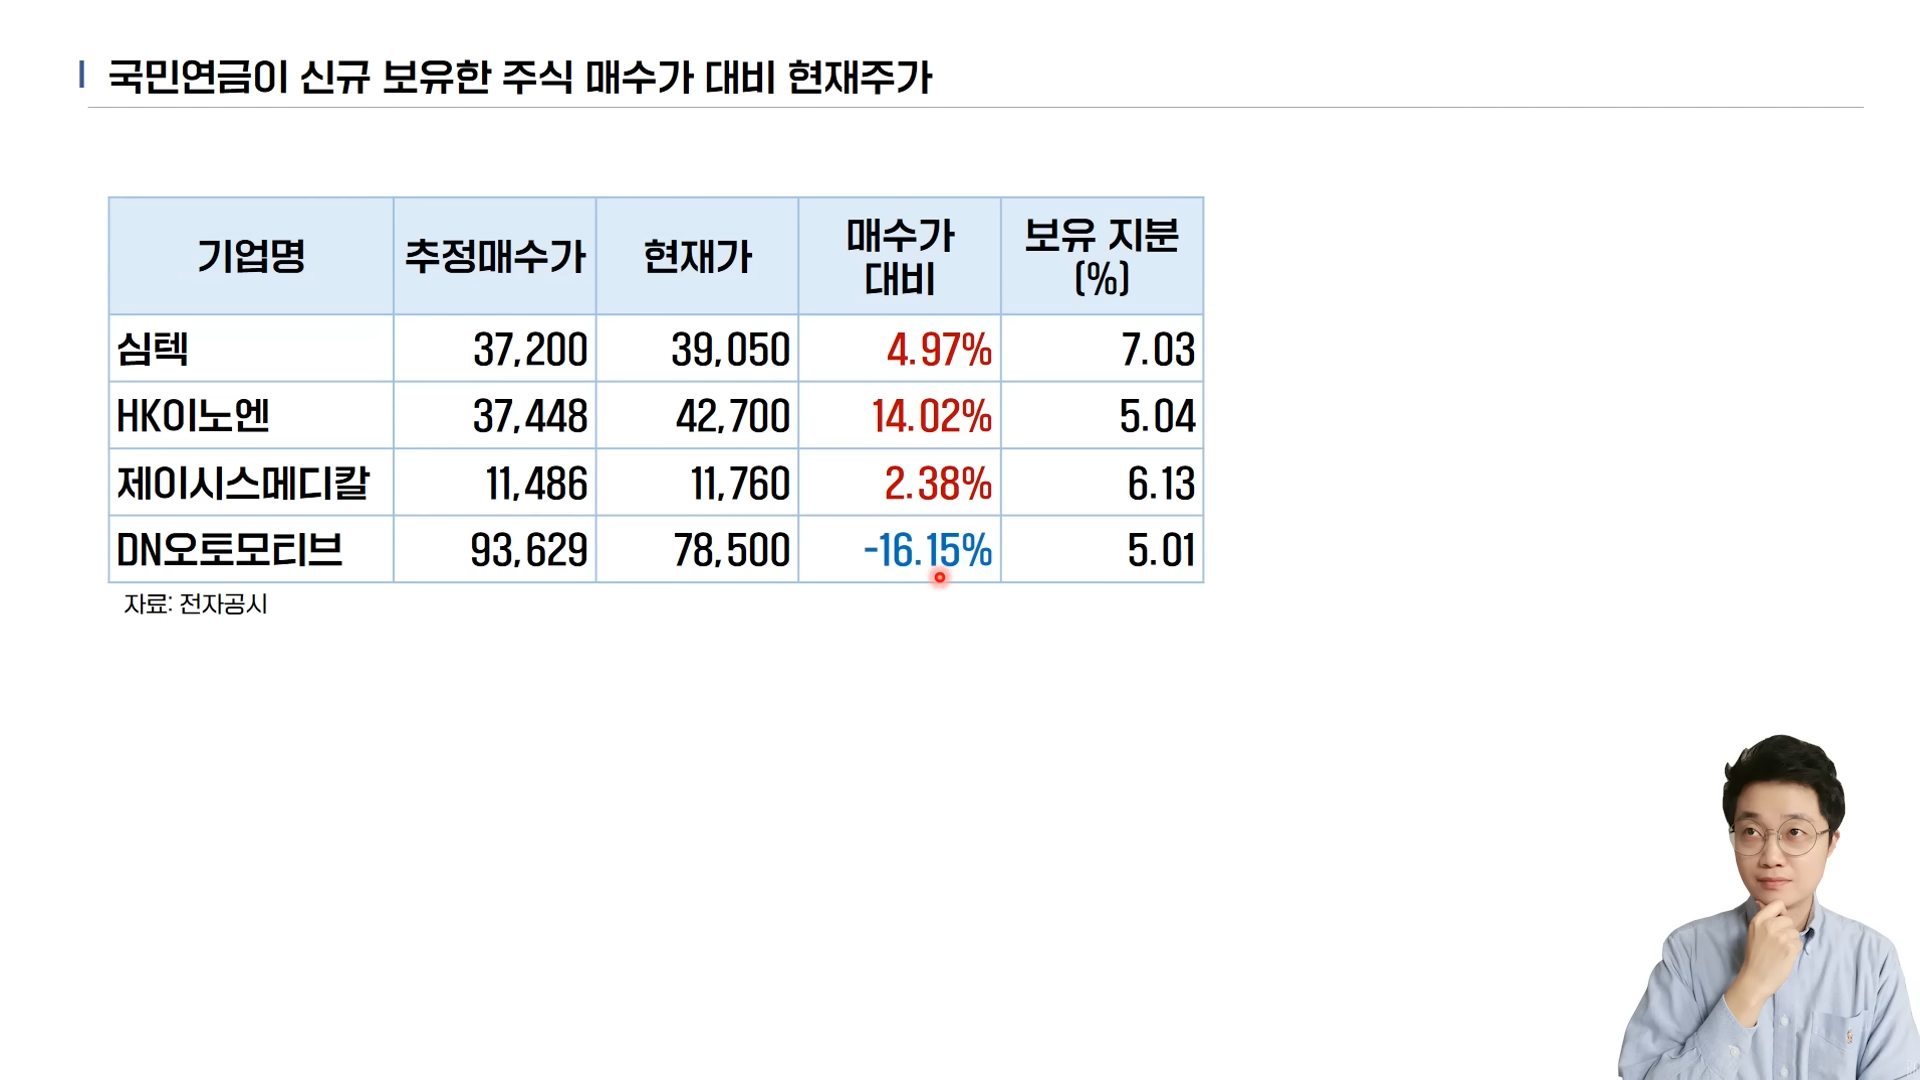 국민연금이 신규 보유한 주식 매수가 대비 현재주가
기업명 추정매수가 현재가 매수가 대비 보유 지분 (%)
심텍 37,200 39,050 4.97% 7.03
HK이노엔 37,448 42,700 14.02% 5.04
제이시스메디칼 11,486 11,760 2.38% 6.13
DN오토모티브 93,629 78,500 -16.15% 5.01
자료: 전자공시